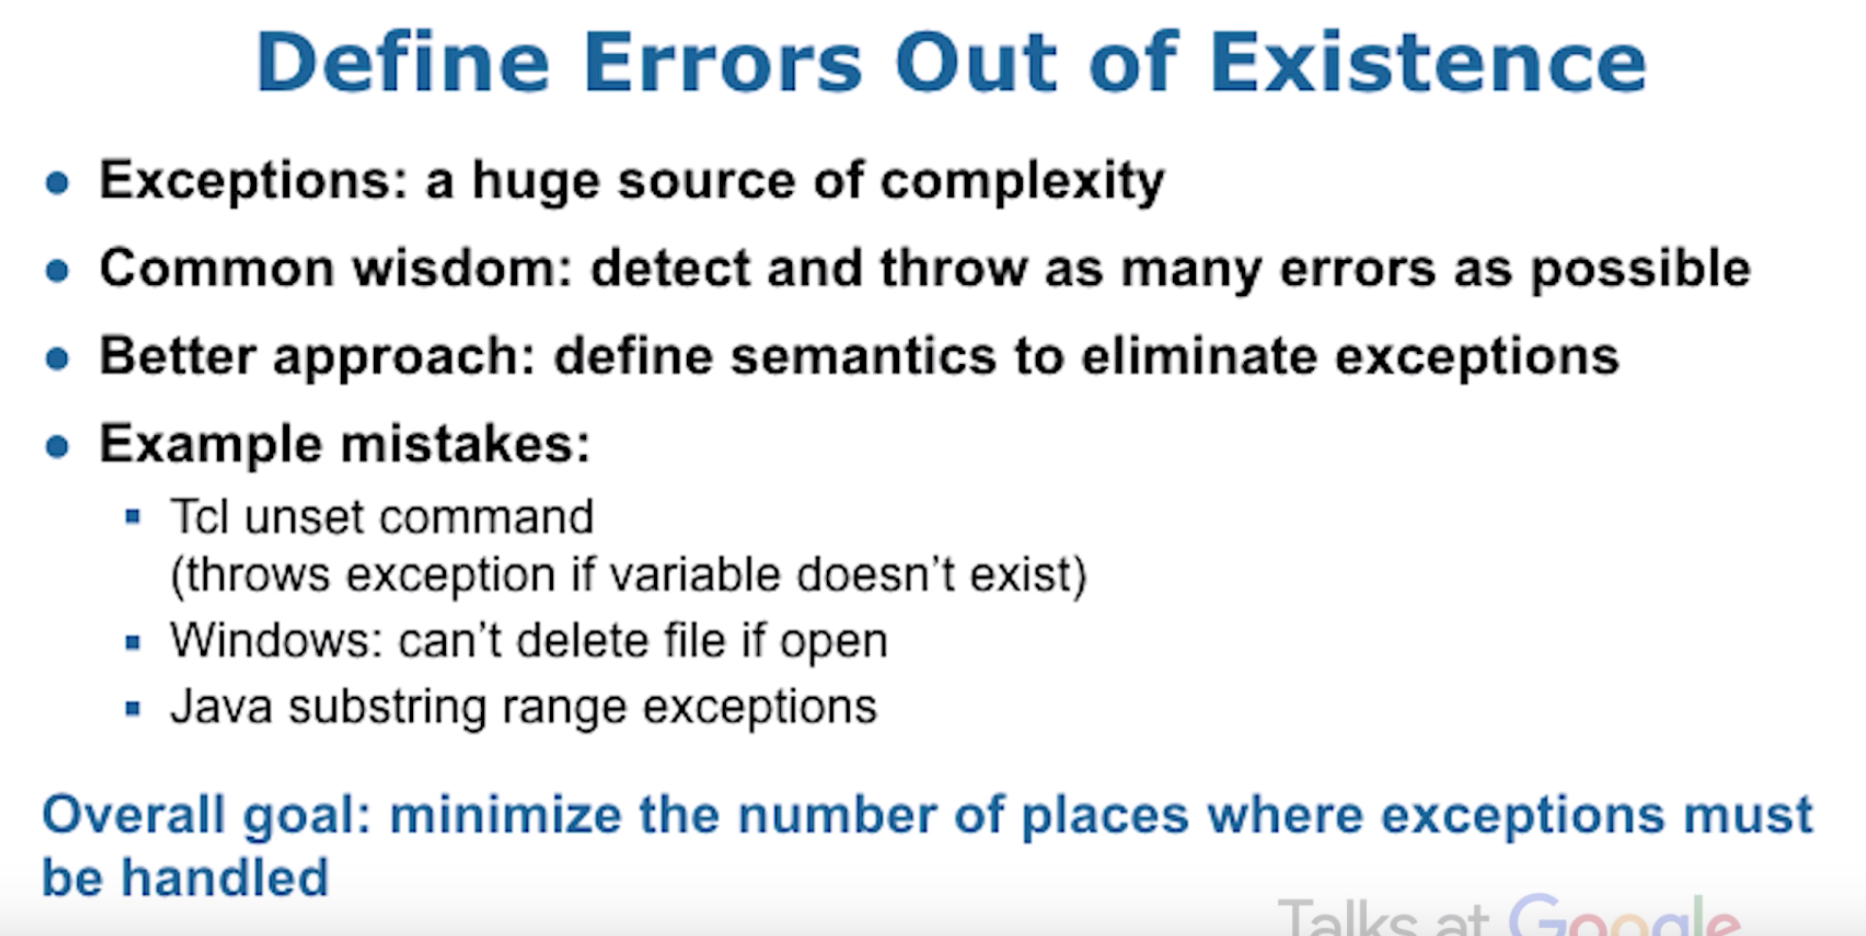 Define Errors Out of Existence
• Exceptions: a huge source of complexity
• Common wisdom: detect and throw as many errors as possible
• Better approach: define semantics to eliminate exceptions
• Example mistakes:
▪ Tcl unset command
(throws exception if variable doesn’t exist)
▪ Windows: can’t delete file if open
▪ Java substring range exceptions
Overall goal: minimize the number of places where exceptions must
be handled
Talks at Google